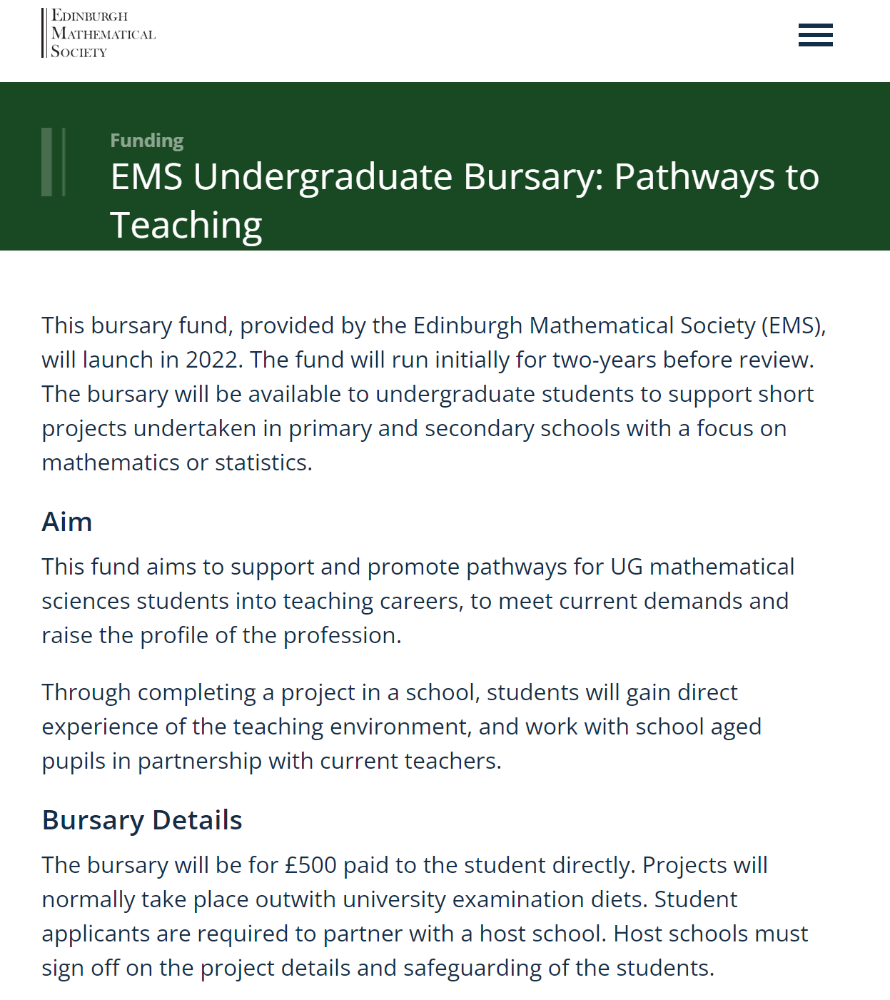 EDINBURGH
MATHEMATICAL
SOCIETY
Funding
EMS Undergraduate Bursary: Pathways to
Teaching
This bursary fund, provided by the Edinburgh Mathematical Society (EMS),
will launch in 2022. The fund will run initially for two-years before review.
The bursary will be available to undergraduate students to support short
projects undertaken in primary and secondary schools with a focus on
mathematics or statistics.
Aim
This fund aims to support and promote pathways for UG mathematical
sciences students into teaching careers, to meet current demands and
raise the profile of the profession.
Through completing a project in a school, students will gain direct
experience of the teaching environment, and work with school aged
pupils in partnership with current teachers.
Bursary Details
The bursary will be for £500 paid to the student directly. Projects will
normally take place outwith university examination diets. Student
applicants are required to partner with a host school. Host schools must
sign off on the project details and safeguarding of the students.